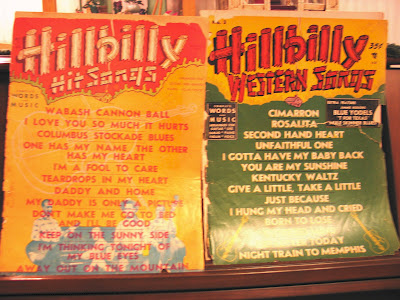 Hillbilly
Hit Songs
WORDS
MUSIC
WABASH CANNON BALL
I LOVE YOU SO MUCH IT HURTS
COLUMBUS STOCKADE BLUES
ONE HAS MY NAME, THE OTHER
HAS MY HEART
I'M A FOOL TO CARE
TEARDROPS IN MY HEART
DADDY AND HOME
MY DADDY IS ONLY A PICTURE
DON'T MAKE ME GO TO BED
AND I'LL BE GOOD
KEEP ON THE SUNNY SIDE
I'M THINKING TONIGHT OF
MY BLUE EYES
AWAY OUT ON THE MOUNTAIN
Hillbilly
35¢
WESTERN SONGS
WORDS
MUSIC
BLUE YODELS
CIMARRON
ROSALITA
SECOND HAND HEART
UNFAITHFUL ONE
I GOTTA HAVE MY BABY BACK
YOU ARE MY SUNSHINE
KENTUCKY WALTZ
GIVE A LITTLE, TAKE A LITTLE
JUST BECAUSE
I HUNG MY HEAD AND CRIED
BORN TO LOSE
TODAY
NIGHT TRAIN TO MEMPHIS